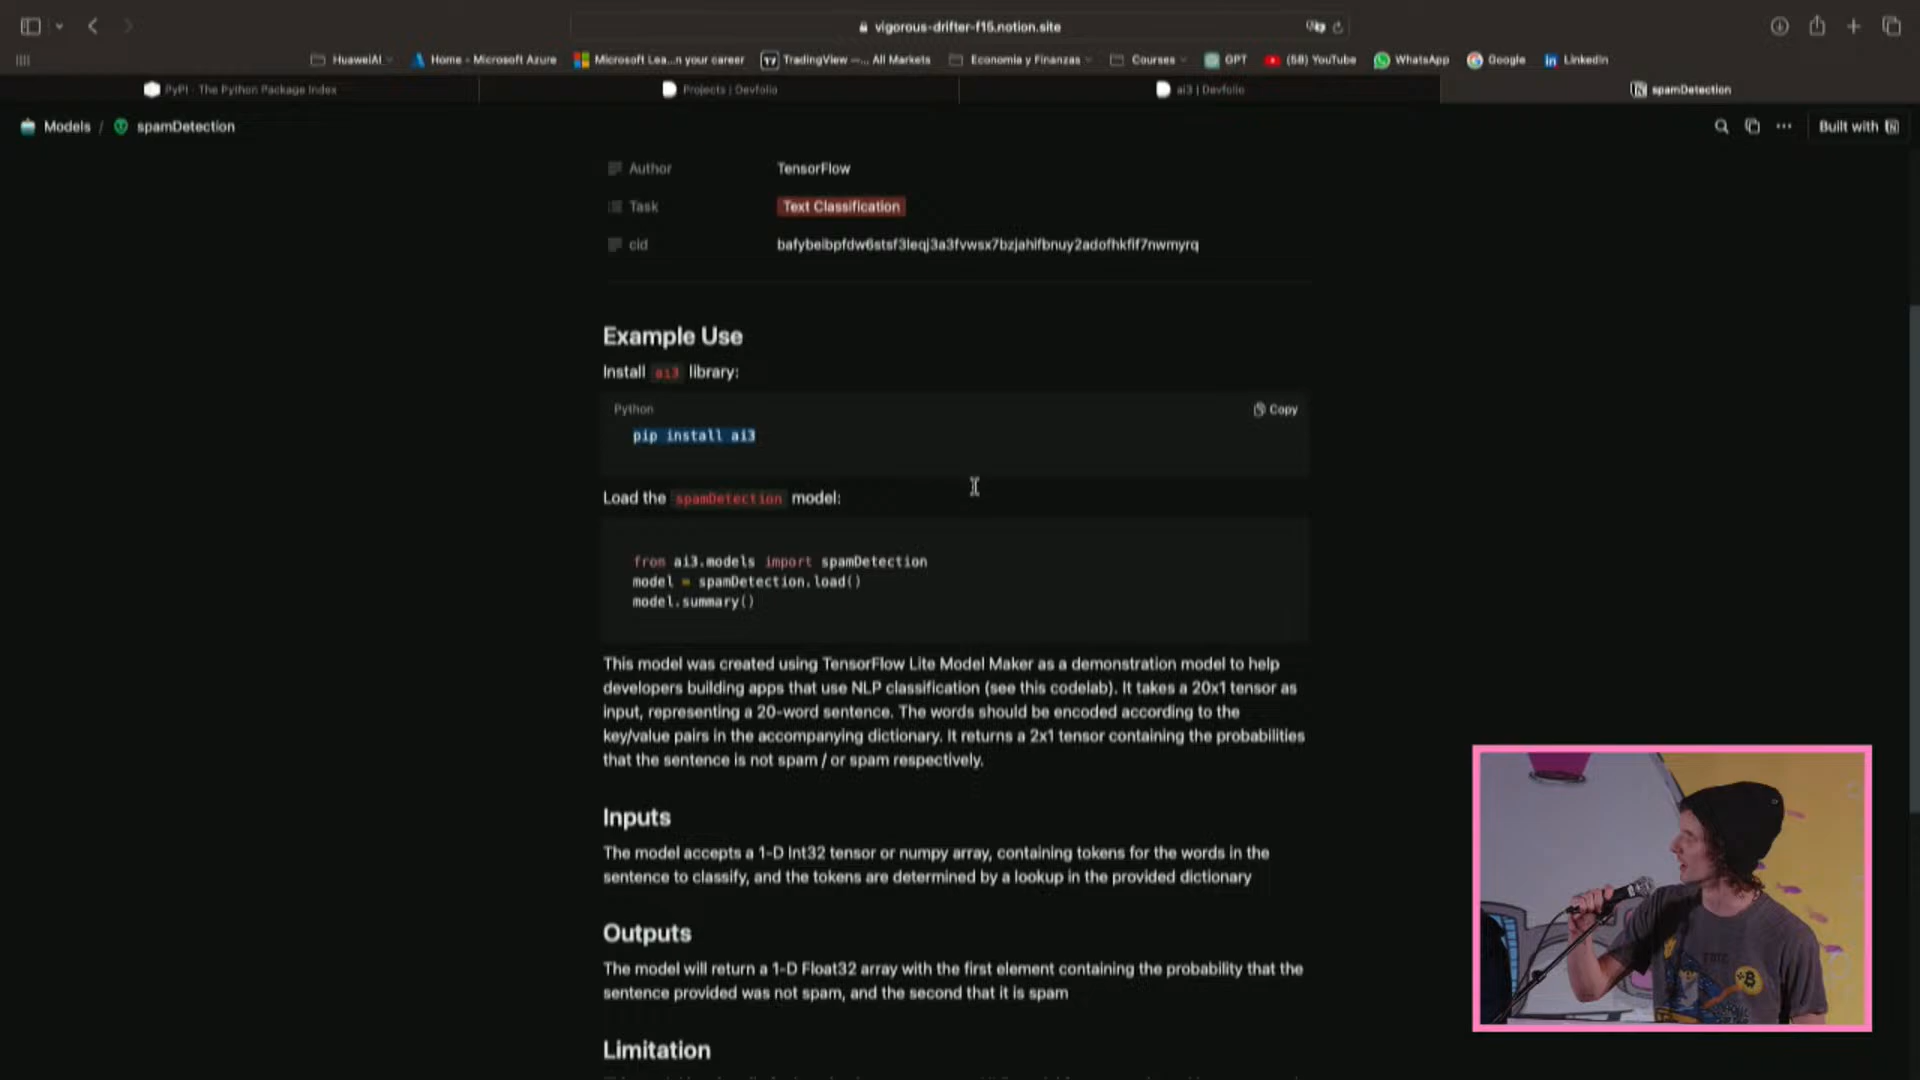 vigorous-drifter-f15.notion.site
HuaweiAI
Home - Microsoft Azure
Microsoft Lea...n your career
TradingView —... All Markets
Economia y Finanzas
Courses
GPT
(58) YouTube
WhatsApp
Google
LinkedIn
PyPI · The Python Package Index
Projects | Devfolio
ai3 | Devfolio
spamDetection
Models / spamDetection
Built with
Author TensorFlow
Task Text Classification
cid
Example Use
Install ai3 library:
Python
Copy
pip install ai3
Load the spamDetection model:
from ai3.models import spamDetection
model = spamDetection.load()
model.summary()
This model was created using TensorFlow Lite Model Maker as a demonstration model to help
developers building apps that use NLP classification (see this codelab). It takes a 20x1 tensor as
input, representing a 20-word sentence. The words should be encoded according to the
key/value pairs in the accompanying dictionary. It returns a 2x1 tensor containing the probabilities
that the sentence is not spam / or spam respectively.
Inputs
The model accepts a 1-D Int32 tensor or numpy array, containing tokens for the words in the
sentence to classify, and the tokens are determined by a lookup in the provided dictionary
Outputs
The model will return a 1-D Float32 array with the first element containing the probability that the
sentence provided was not spam, and the second that it is spam
Limitation